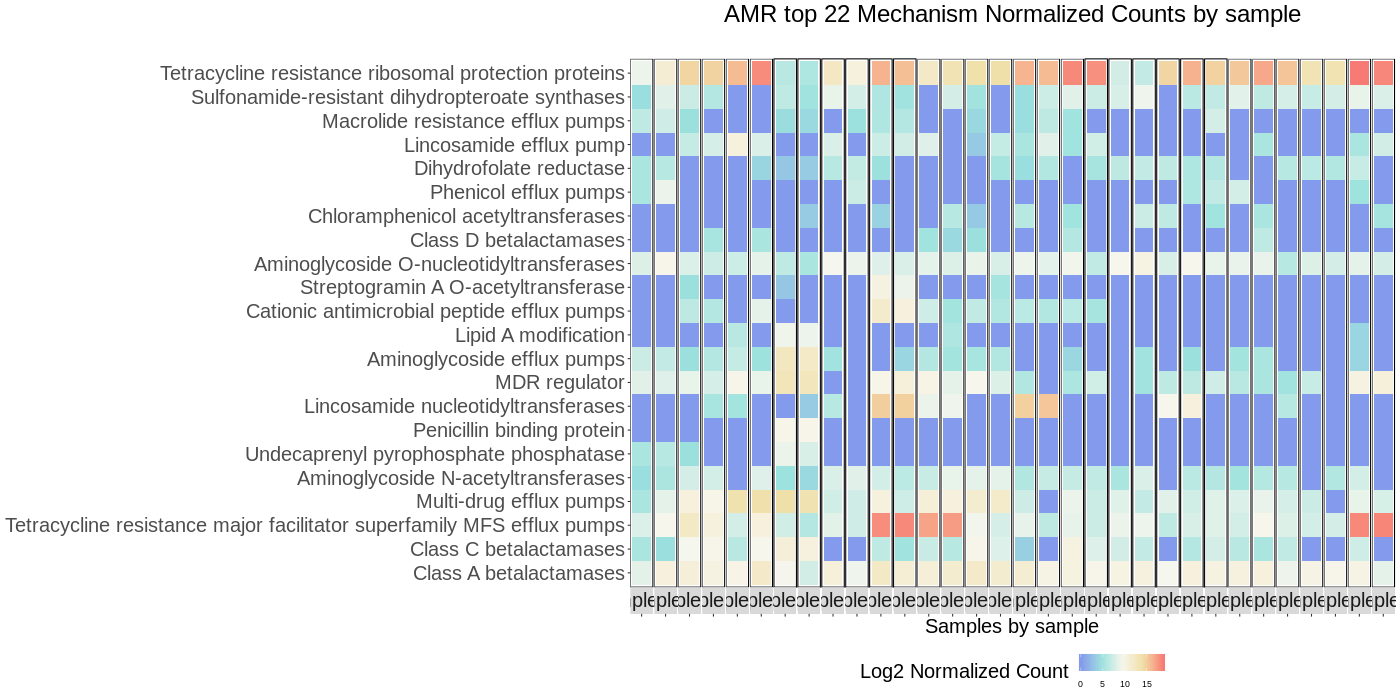 AMR top 22 Mechanism Normalized Counts by sample
Tetracycline resistance ribosomal protection proteins
Sulfonamide-resistant dihydropteroate synthases
Macrolide resistance efflux pumps
Lincosamide efflux pump
Dihydrofolate reductase
Phenicol efflux pumps
Chloramphenicol acetyltransferases
Class D betalactamases
Aminoglycoside O-nucleotidyltransferases
Streptogramin A O-acetyltransferase
Cationic antimicrobial peptide efflux pumps
Lipid A modification
Aminoglycoside efflux pumps
MDR regulator
Lincosamide nucleotidyltransferases
Penicillin binding protein
Undecaprenyl pyrophosphate phosphatase
Aminoglycoside N-acetyltransferases
Multi-drug efflux pumps
Tetracycline resistance major facilitator superfamily MFS efflux pumps
Class C betalactamases
Class A betalactamases
Samples by sample
Log2 Normalized Count
0 5 10 15